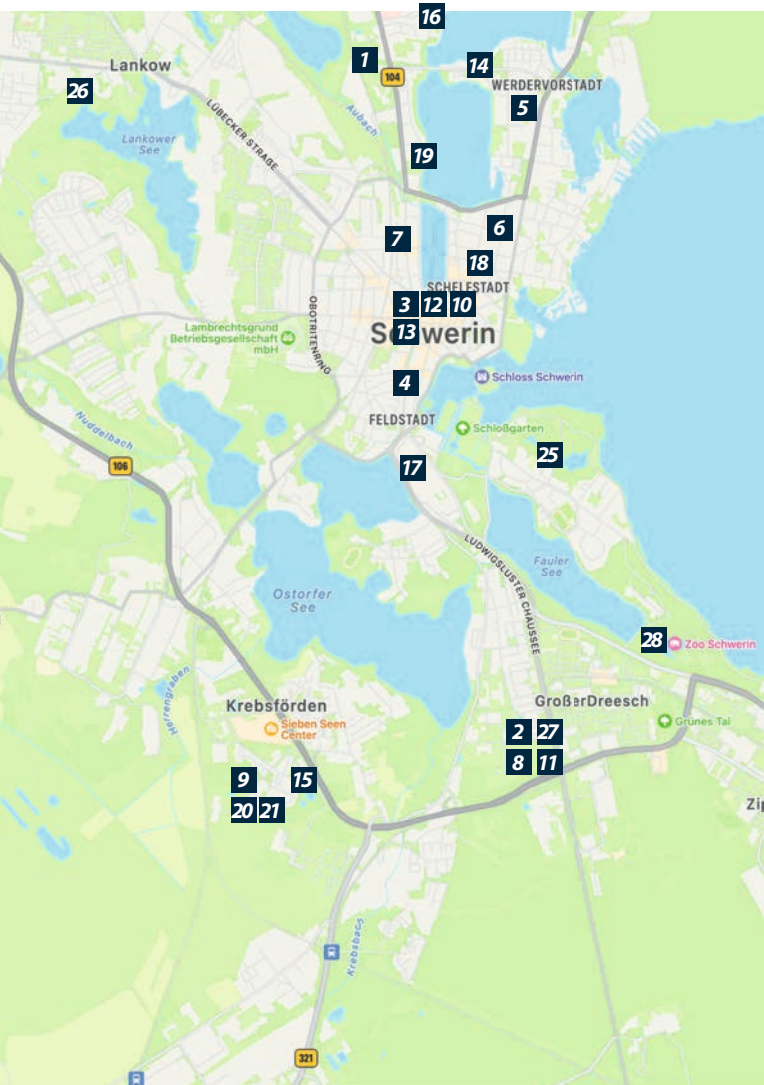 16
1
104
14
Lankow
26
WERDERVORSTADT
5
LÜBECKER STRAßE
Aubach
Lankower
See
19
6
7
18
SCHELFSTADT
3 12 10
OBOTRITENRING
Lambrechtsgrund
Betriebsgesellschaft
mbH
13
Schwerin
4
Schloss Schwerin
FELDSTADT
Schloßgarten
Nuddelbach
106
17
25
LUDWIGSLUSTER CHAUSSEE
Fauler
See
Ostorfer
See
28
Zoo Schwerin
Herrengraben
Krebsförden
Sieben Seen
Center
Großer Dreesch
Grünes Tal
2 27
8 11
9
15
20 21
Zip
Krebsbach
321